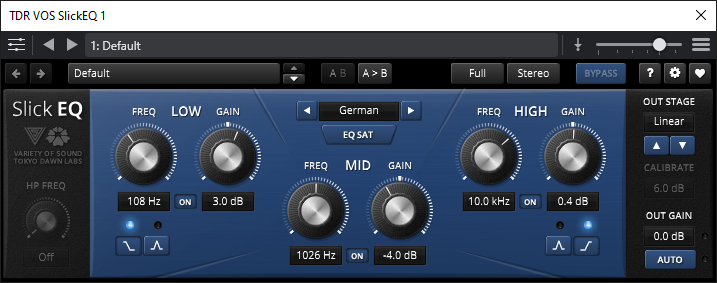 TDR VOS SlickEQ 1
1: Default
Default
A B
A > B
Full
Stereo
BYPASS
?
Slick EQ
VARIETY OF SOUND
TOKYO DAWN LABS
HP FREQ
Off
FREQ LOW GAIN
108 Hz ON 3.0 dB
German
EQ SAT
FREQ MID GAIN
1026 Hz ON -4.0 dB
FREQ HIGH GAIN
10.0 kHz ON 0.4 dB
OUT STAGE
Linear
CALIBRATE
6.0 dB
OUT GAIN
0.0 dB
AUTO